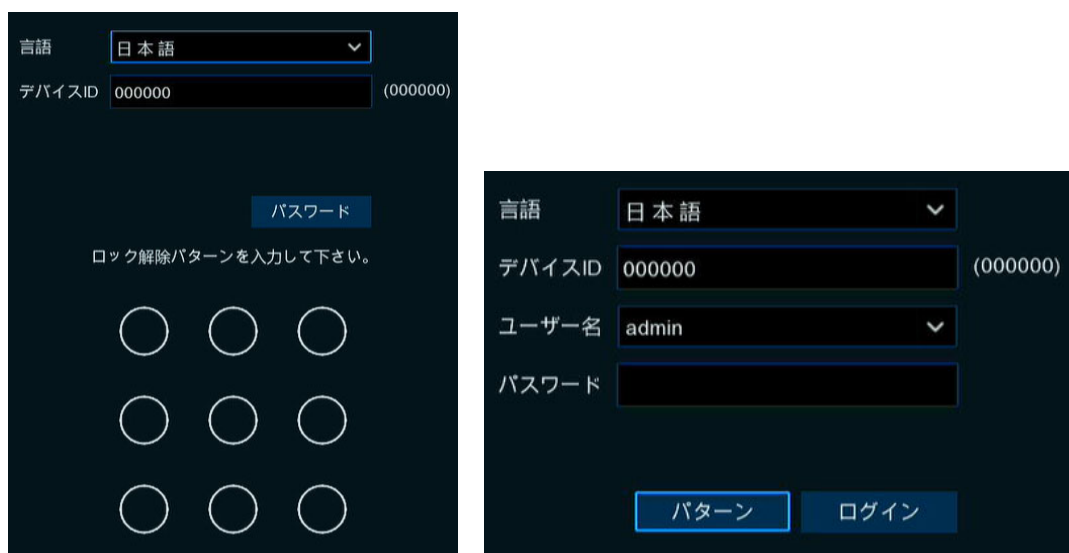 言語 日本語
デバイスID 000000 (000000)
パスワード
ロック解除パターンを入力して下さい。
言語 日本語
デバイスID 000000 (000000)
ユーザー名 admin
パスワード
パターン ログイン